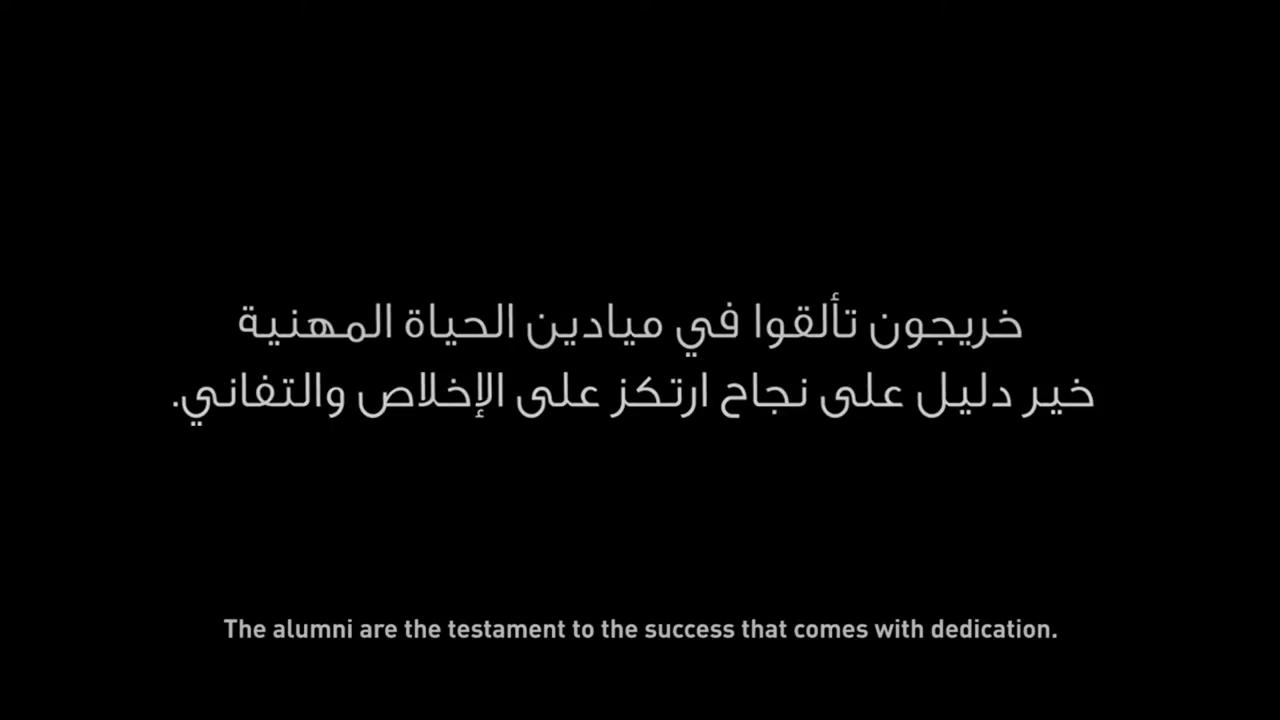 خريجون تألقوا في ميادين الحياة المهنية
خير دليل على نجاح ارتكز على الإخلاص والتفاني.
The alumni are the testament to the success that comes with dedication.